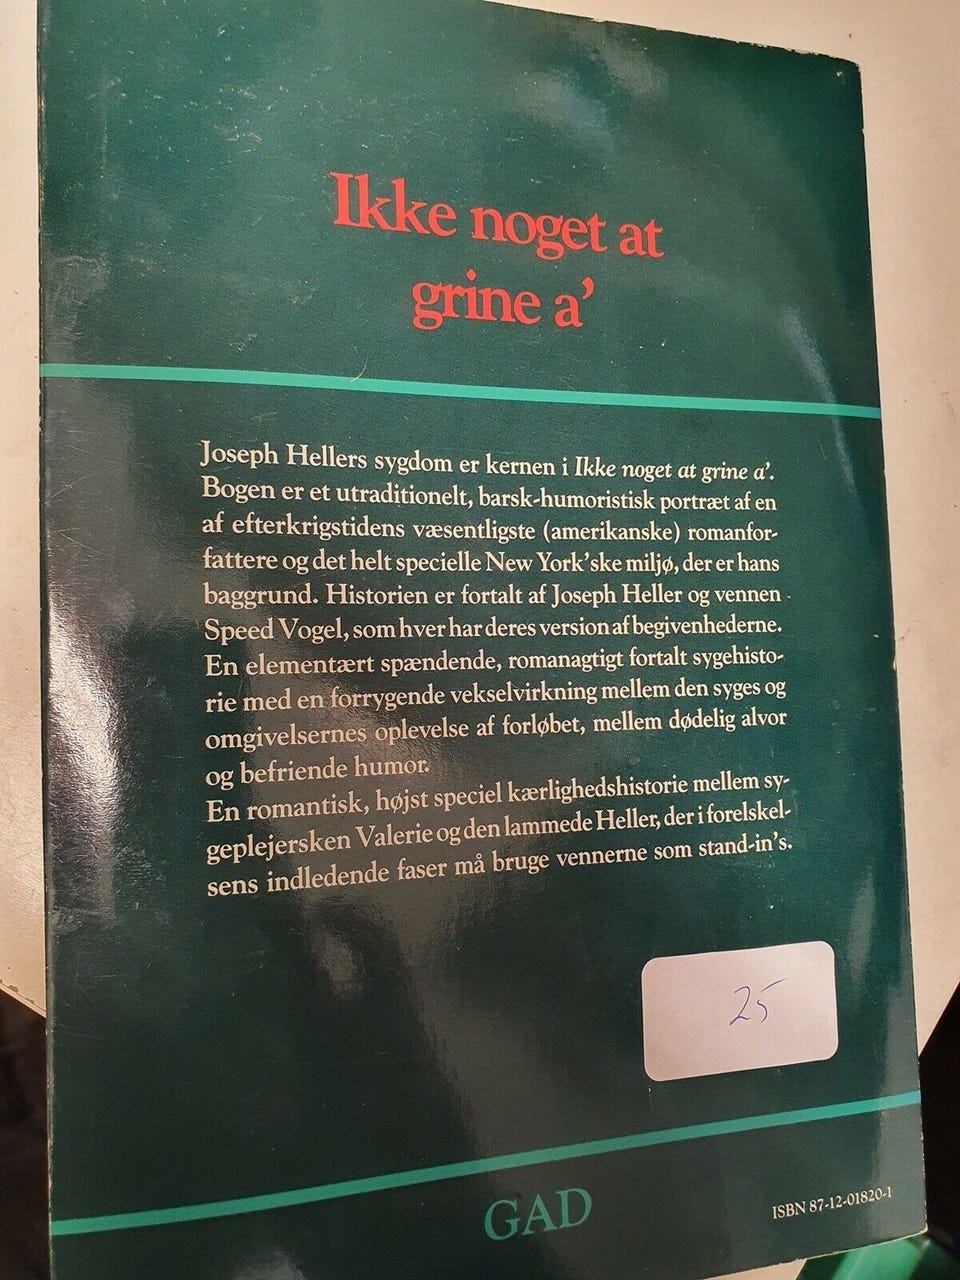 Ikke noget at
grine a'
Joseph Hellers sygdom er kernen i Ikke noget at grine a'.
Bogen er et utraditionelt, barsk-humoristisk portræt af en
af efterkrigstidens væsentligste (amerikanske) romanfor-
fattere og det helt specielle New York'ske miljø, der er hans
baggrund. Historien er fortalt af Joseph Heller og vennen
Speed Vogel, som hver har deres version af begivenhederne.
En elementært spændende, romanagtigt fortalt sygehisto-
rie med en forrygende vekselvirkning mellem den syges og
omgivelsernes oplevelse af forløbet, mellem dødelig alvor
og befriende humor.
En romantisk, højst speciel kærlighedshistorie mellem sy-
geplejersken Valerie og den lammede Heller, der i forelskel-
sens indledende faser må bruge vennerne som stand-in's.
25
GAD
ISBN 87-12-01820-1